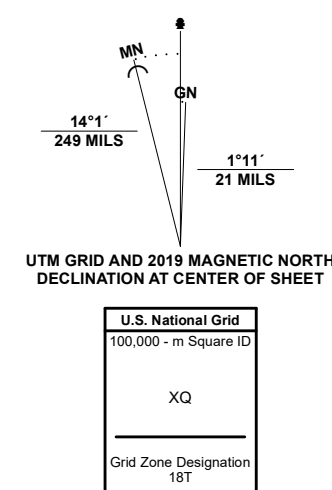 MN
GN
14°1´
249 MILS
1°11´
21 MILS
UTM GRID AND 2019 MAGNETIC NORTH
DECLINATION AT CENTER OF SHEET
U.S. National Grid
100,000 - m Square ID
XQ
Grid Zone Designation
18T